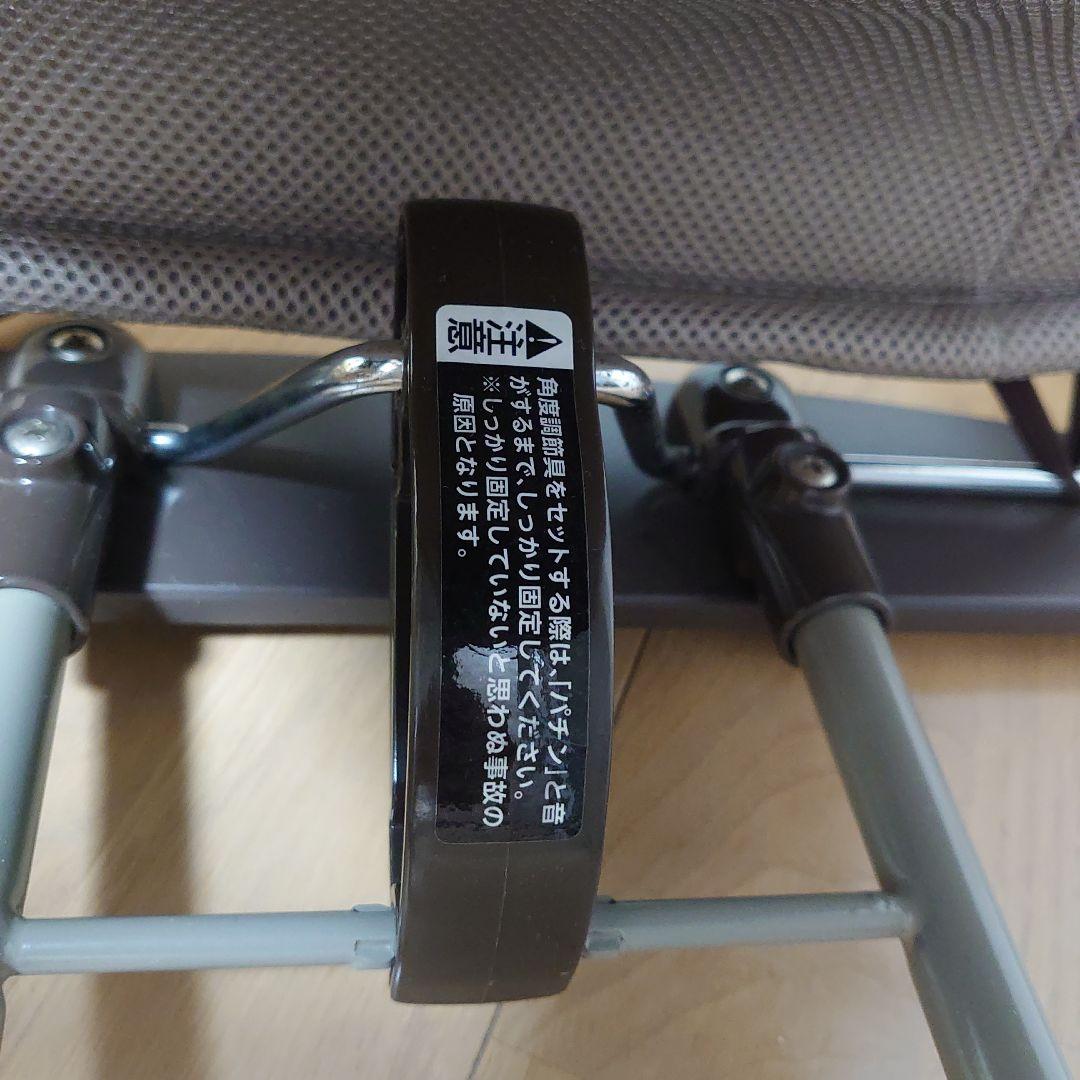 ⚠注意
角度調節具をセットする際は、「パチン」と音
がするまで、しっかり固定してください。
※しっかり固定していないと思わぬ事故の
原因となります。